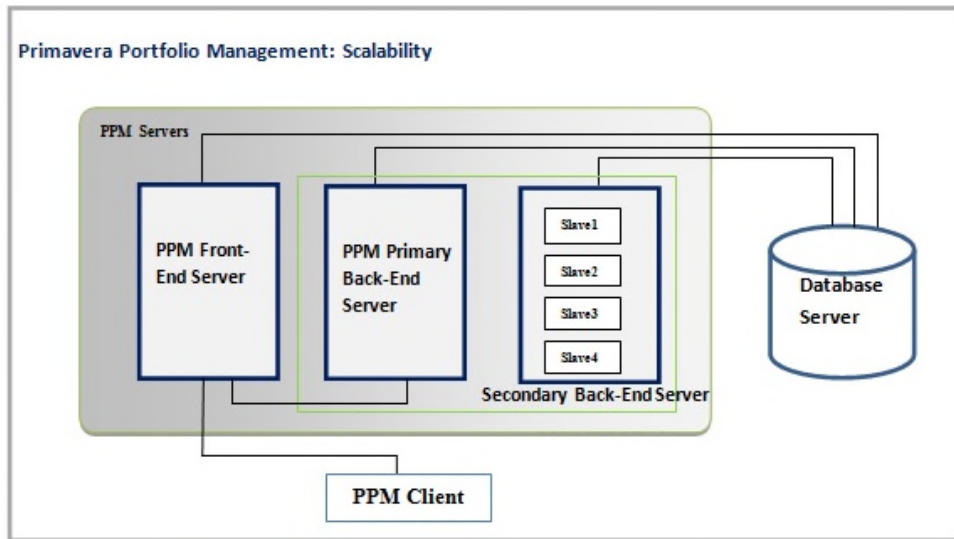 Primavera Portfolio Management: Scalability
PPM Servers
PPM Front-
End Server
PPM Primary
Back-End
Server
Slave1
Slave2
Slave3
Slave4
Secondary Back-End Server
Database
Server
PPM Client